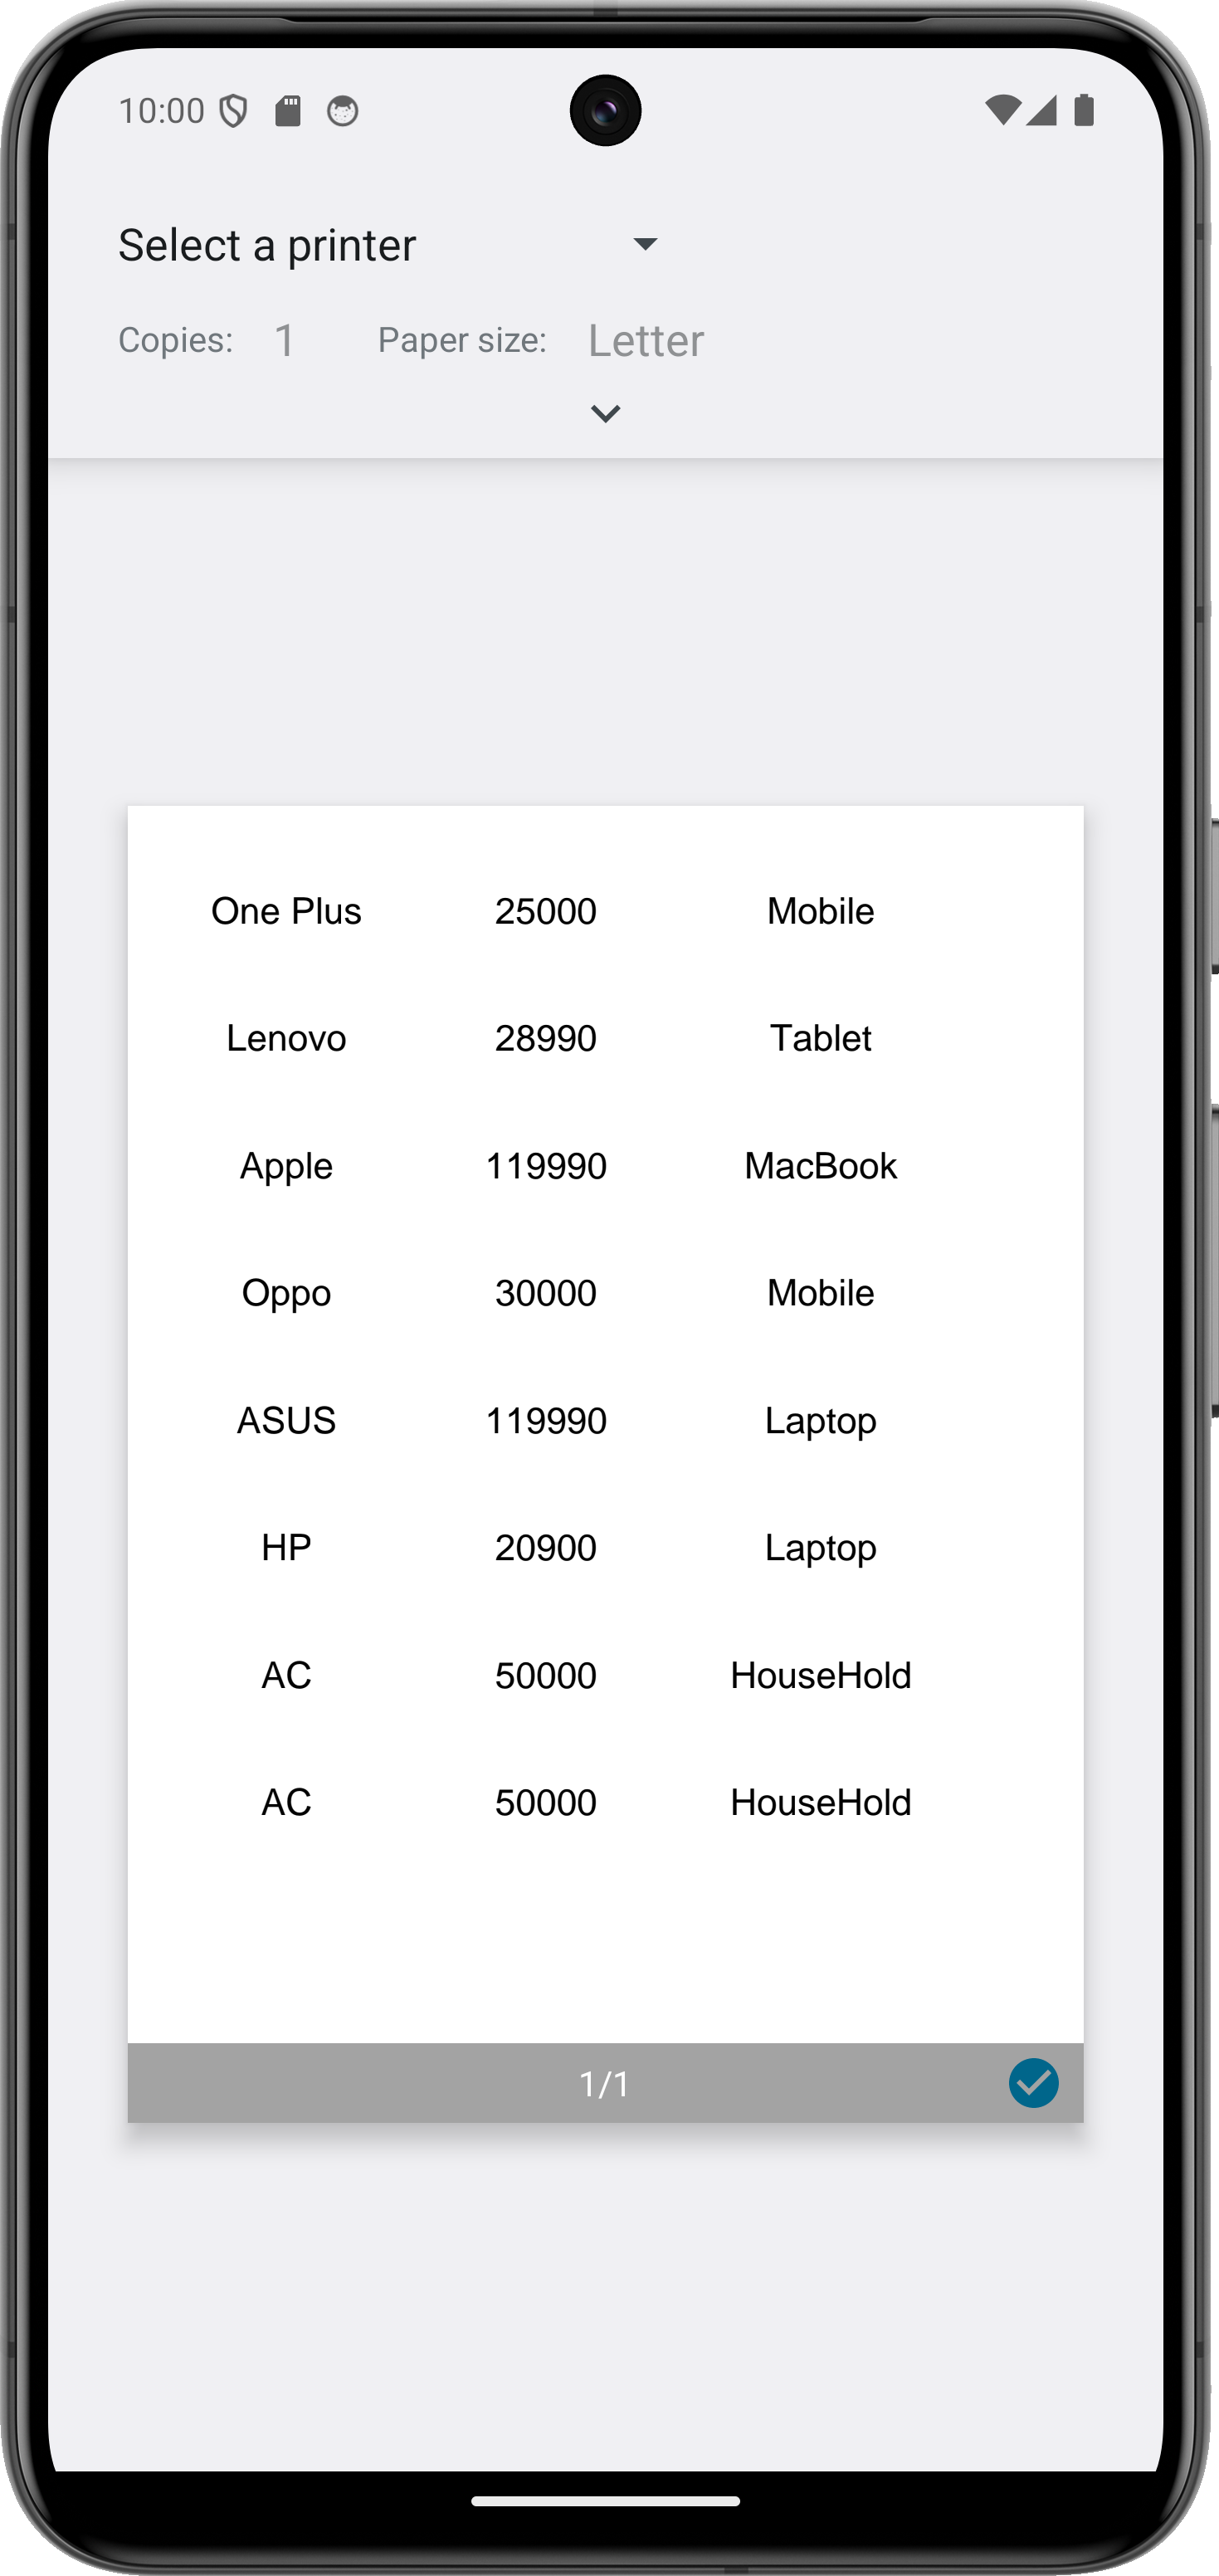 10:00
Select a printer
Copies: 1 Paper size: Letter
One Plus 25000 Mobile
Lenovo 28990 Tablet
Apple 119990 MacBook
Oppo 30000 Mobile
ASUS 119990 Laptop
HP 20900 Laptop
AC 50000 HouseHold
AC 50000 HouseHold
1/1